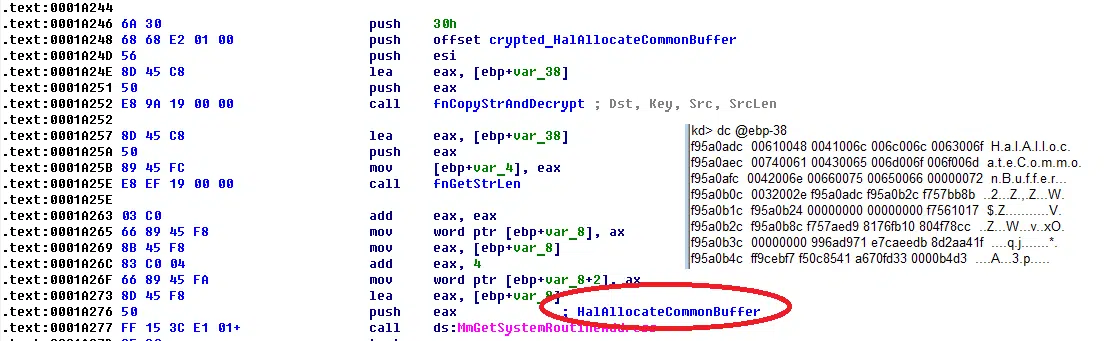 .text:0001A244
.text:0001A246 6A 30 push 30h
.text:0001A248 68 68 E2 01 00 push offset crypted_HalAllocateCommonBuffer
.text:0001A24D 56 push esi
.text:0001A24E 8D 45 C8 lea eax, [ebp+var_38]
.text:0001A251 50 push eax
.text:0001A252 E8 9A 19 00 00 call fnCopyStrAndDecrypt ; Dst, Key, Src, SrcLen
.text:0001A252
.text:0001A257 8D 45 C8 lea eax, [ebp+var_38]
.text:0001A25A 50 push eax
.text:0001A25B 89 45 FC mov [ebp+var_4], eax
.text:0001A25E E8 EF 19 00 00 call fnGetStrLen
.text:0001A25E
.text:0001A263 03 C0 add eax, eax
.text:0001A265 66 89 45 F8 mov word ptr [ebp+var_8], ax
.text:0001A269 8B 45 F8 mov eax, [ebp+var_8]
.text:0001A26C 83 C0 04 add eax, 4
.text:0001A26F 66 89 45 FA mov word ptr [ebp+var_8+2], ax
.text:0001A273 8D 45 F8 lea eax, [ebp+var_8]
.text:0001A276 50 push eax ; HalAllocateCommonBuffer
.text:0001A277 FF 15 3C E1 01+ call ds:MmGetSystemRoutineAddress
kd> dc @ebp-38
f95a0adc 00610048 0041006c 006c006c 0063006f H.a.l.A.l.l.o.c.
f95a0aec 00740061 00430065 006d006f 006f006d a.t.e.C.o.m.m.o.
f95a0afc 0042006e 00660075 00650066 00000072 n.B.u.f.f.e.r...
f95a0b0c 0032002e f95a0adc f95a0b2c f757bb8b ..2...Z.,.Z...W.
f95a0b1c f95a0b24 00000000 00000000 f7561017 $.Z...........V.
f95a0b2c f95a0b8c f757aed9 8176fb10 804f78cc ..Z...W...v..xO.
f95a0b3c 00000000 996ad971 e7caeedb 8d2aa41f ....q.j.......*.
f95a0b4c ff9cebf7 f50c8541 a670fd33 0000b4d3 ....A...3.p.....